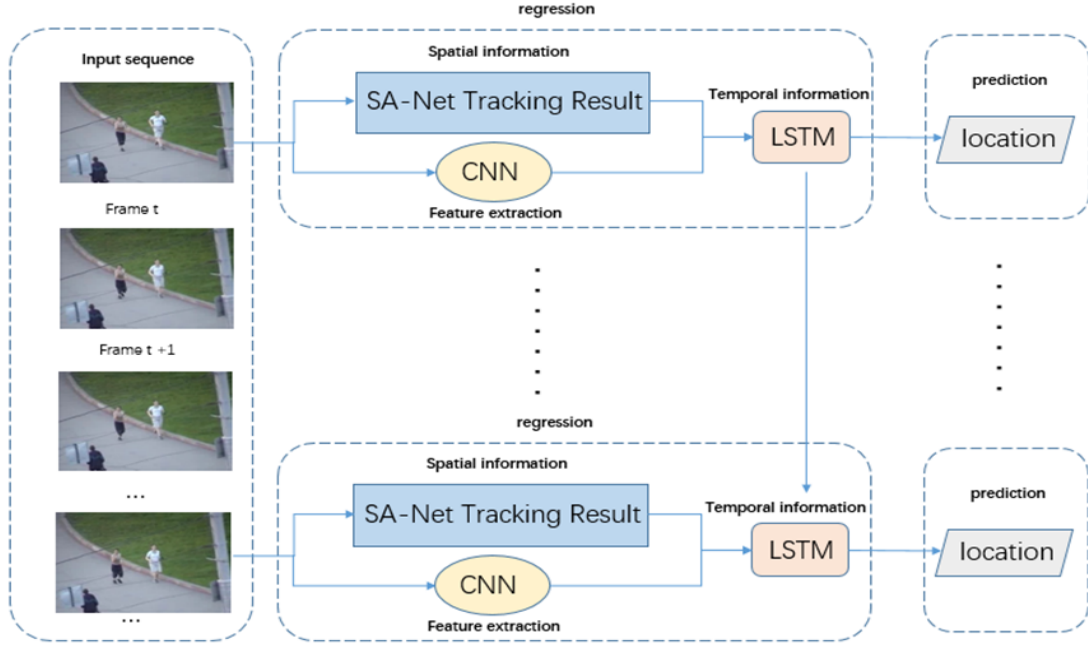 regression
Input sequence
Spatial information
SA-Net Tracking Result
Temporal information
LSTM
CNN
Feature extraction
prediction
location
Frame t
Frame t +1
...
...
regression
Spatial information
SA-Net Tracking Result
Temporal information
LSTM
CNN
Feature extraction
prediction
location